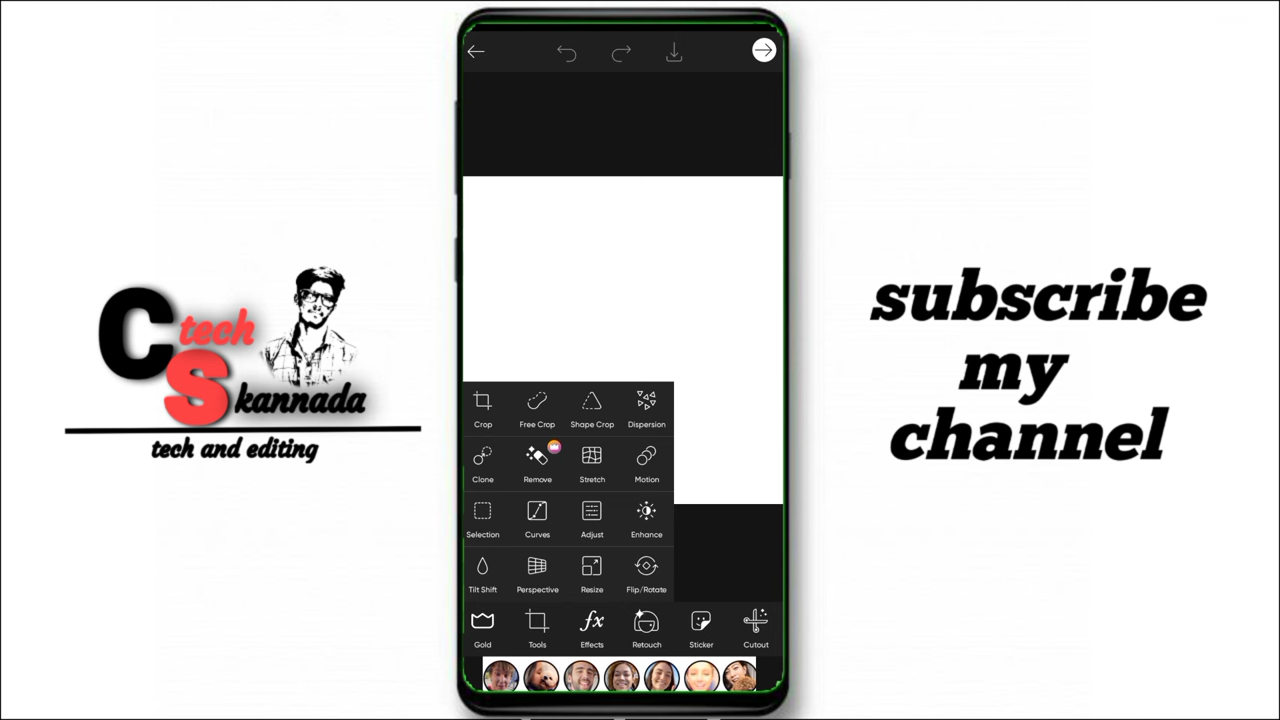 C tech
S kannada
tech and editing
Crop Free Crop Shape Crop Dispersion
Clone Remove Stretch Motion
Selection Curves Adjust Enhance
Tilt Shift Perspective Resize Flip/Rotate
Gold Tools Effects Retouch Sticker Cutout
fx
subscribe
my
channel